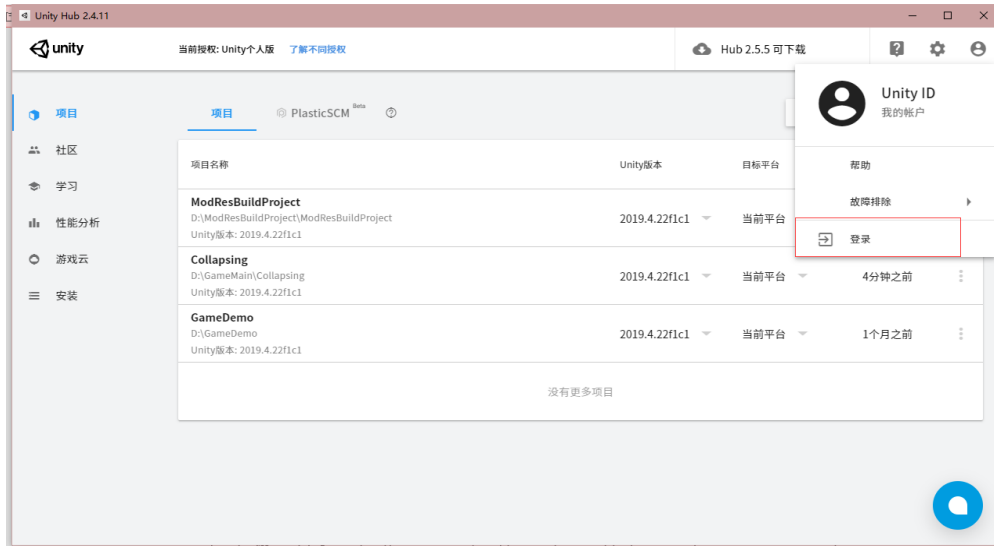 Unity Hub 2.4.11
unity
当前授权: Unity个人版 了解不同授权
Hub 2.5.5 可下载
Unity ID
我的帐户
帮助
故障排除
登录
项目
社区
学习
性能分析
游戏云
安装
项目 PlasticSCM Beta
项目名称 Unity版本 目标平台
ModResBuildProject
D:\ModResBuildProject\ModResBuildProject
Unity版本: 2019.4.22f1c1
2019.4.22f1c1 当前平台
Collapsing
D:\GameMain\Collapsing
Unity版本: 2019.4.22f1c1
2019.4.22f1c1 当前平台 4分钟之前
GameDemo
D:\GameDemo
Unity版本: 2019.4.22f1c1
2019.4.22f1c1 当前平台 1个月之前
没有更多项目